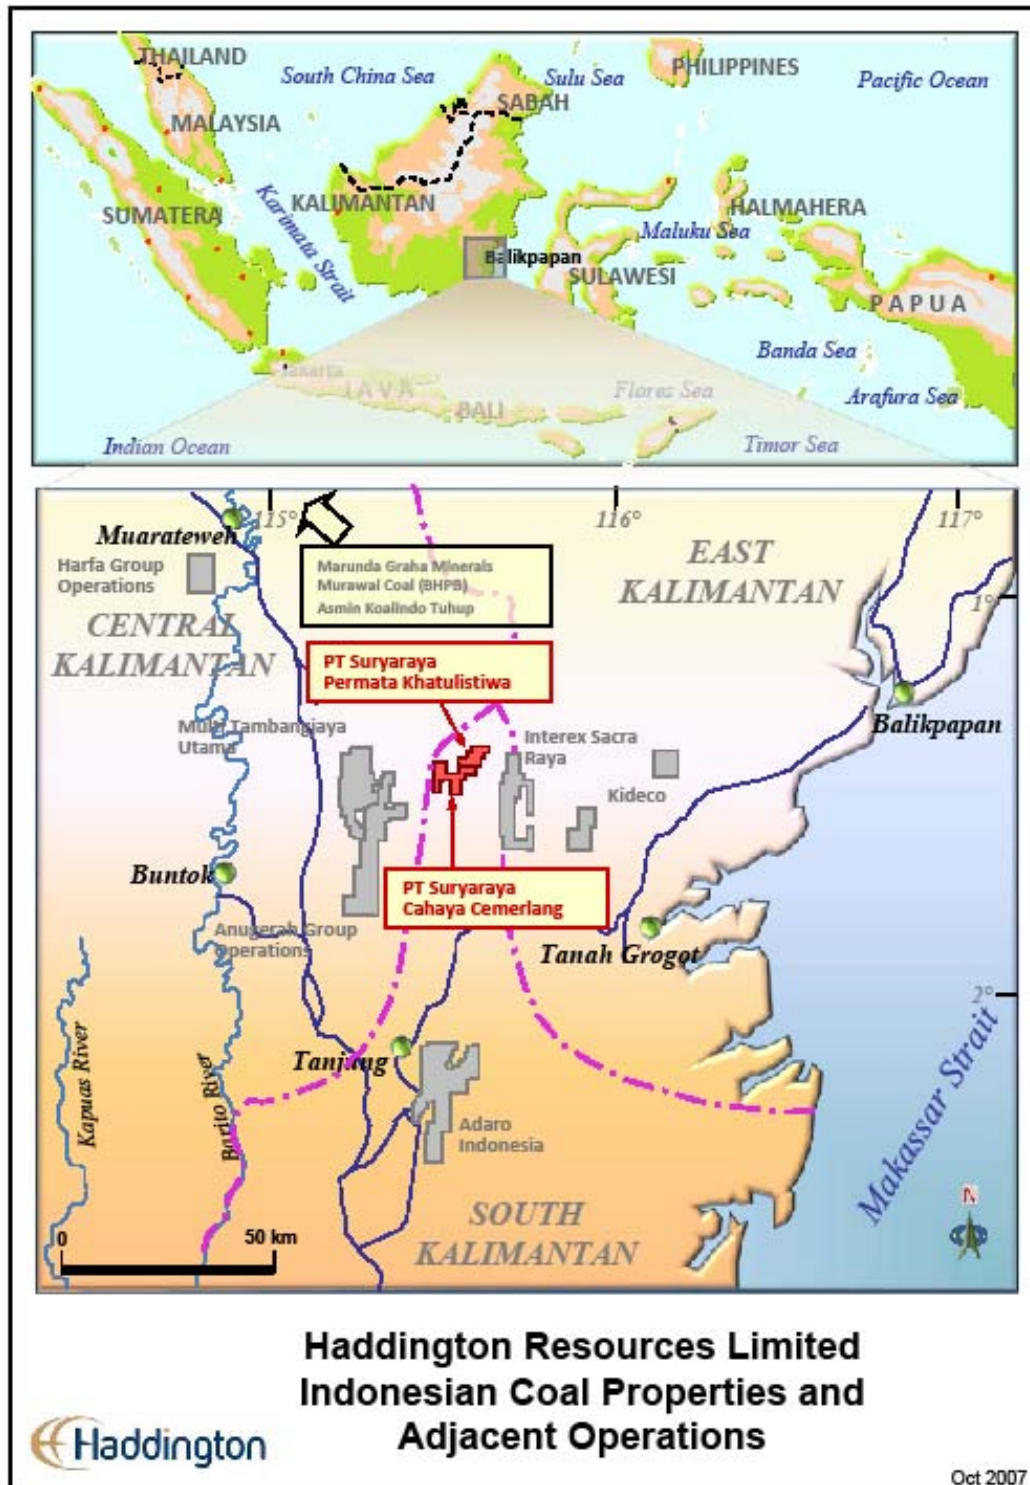 THAILAND
South China Sea
Sulu Sea
PHILIPPINES
Pacific Ocean
SABAH
MALAYSIA
SUMATERA
Karimata Strait
KALIMANTAN
HALMAHERA
Maluku Sea
Balikpapan
SULAWESI
PAPUA
Banda Sea
Jakarta
JAVA
BALI
Flores Sea
Arafura Sea
Indian Ocean
Timor Sea
115°
116°
117°
Muarateweh
Harfa Group
Operations
Marunda Graha Minerals
Murawai Coal (BHPB)
Asmin Koalindo Tuhup
EAST
KALIMANTAN
1°
CENTRAL
KALIMANTAN
PT Suryaraya
Permata Khatulistiwa
Balikpapan
Multi Tambangjaya
Utama
Interex Sacra
Raya
Kideco
Buntok
PT Suryaraya
Cahaya Cemerlang
Anugerah Group
Operations
Tanah Grogot
2°
Tanjung
Kapuas River
Barito River
Makassar Strait
Adaro
Indonesia
N
SOUTH
KALIMANTAN
0
50 km
Haddington Resources Limited
Indonesian Coal Properties and
Adjacent Operations
Haddington
Oct 2007